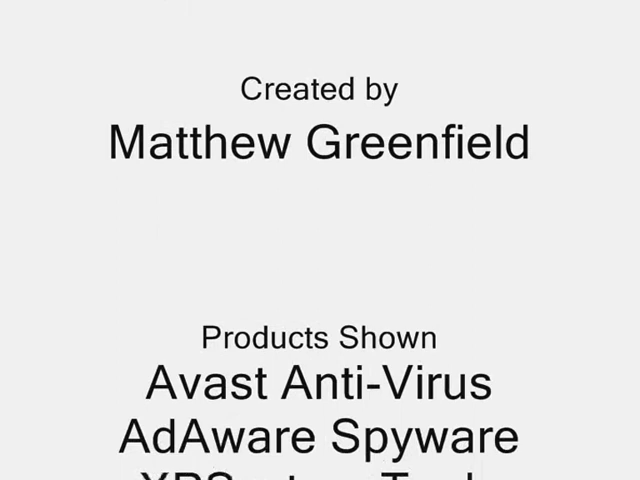 Created by
Matthew Greenfield
Products Shown
Avast Anti-Virus
AdAware Spyware